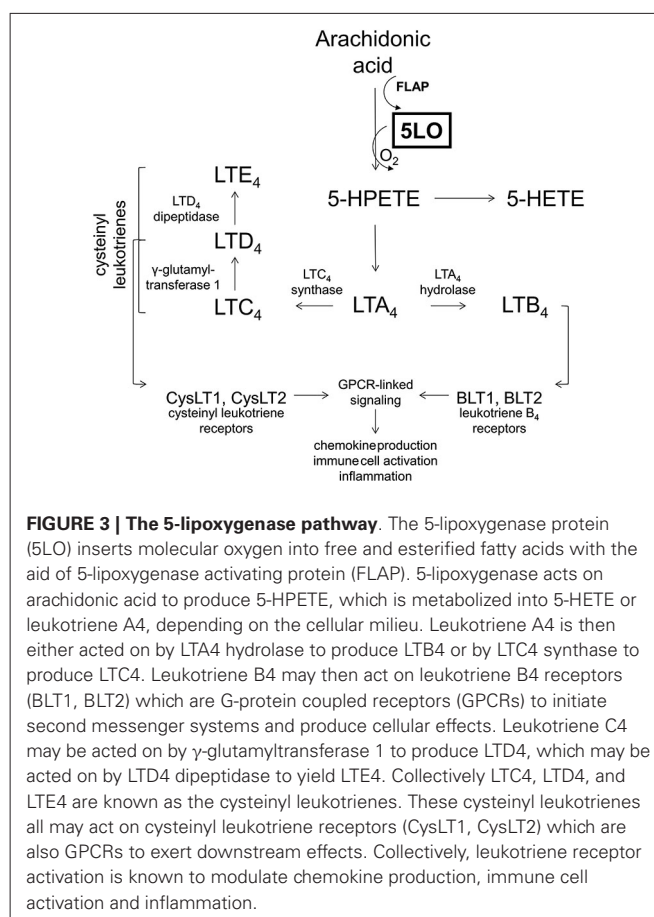 Arachidonic
acid
FLAP
5LO
O₂
LTE₄
5-HPETE
5-HETE
LTD₄
dipeptidase
cysteinyl
leukotrienes
LTD₄
γ-glutamyl-
transferase 1
LTC₄
synthase
LTA₄
hydrolase
LTC₄
LTA₄
LTB₄
CysLT1, CysLT2
cysteinyl leukotriene
receptors
GPCR-linked
signaling
BLT1, BLT2
leukotriene B₄
receptors
chemokine production
immune cell activation
inflammation
FIGURE 3 | The 5-lipoxygenase pathway. The 5-lipoxygenase protein
(5LO) inserts molecular oxygen into free and esterified fatty acids with the
aid of 5-lipoxygenase activating protein (FLAP). 5-lipoxygenase acts on
arachidonic acid to produce 5-HPETE, which is metabolized into 5-HETE or
leukotriene A4, depending on the cellular milieu. Leukotriene A4 is then
either acted on by LTA4 hydrolase to produce LTB4 or by LTC4 synthase to
produce LTC4. Leukotriene B4 may then act on leukotriene B4 receptors
(BLT1, BLT2) which are G-protein coupled receptors (GPCRs) to initiate
second messenger systems and produce cellular effects. Leukotriene C4
may be acted on by γ-glutamyltransferase 1 to produce LTD4, which may be
acted on by LTD4 dipeptidase to yield LTE4. Collectively LTC4, LTD4, and
LTE4 are known as the cysteinyl leukotrienes. These cysteinyl leukotrienes
all may act on cysteinyl leukotriene receptors (CysLT1, CysLT2) which are
also GPCRs to exert downstream effects. Collectively, leukotriene receptor
activation is known to modulate chemokine production, immune cell
activation and inflammation.